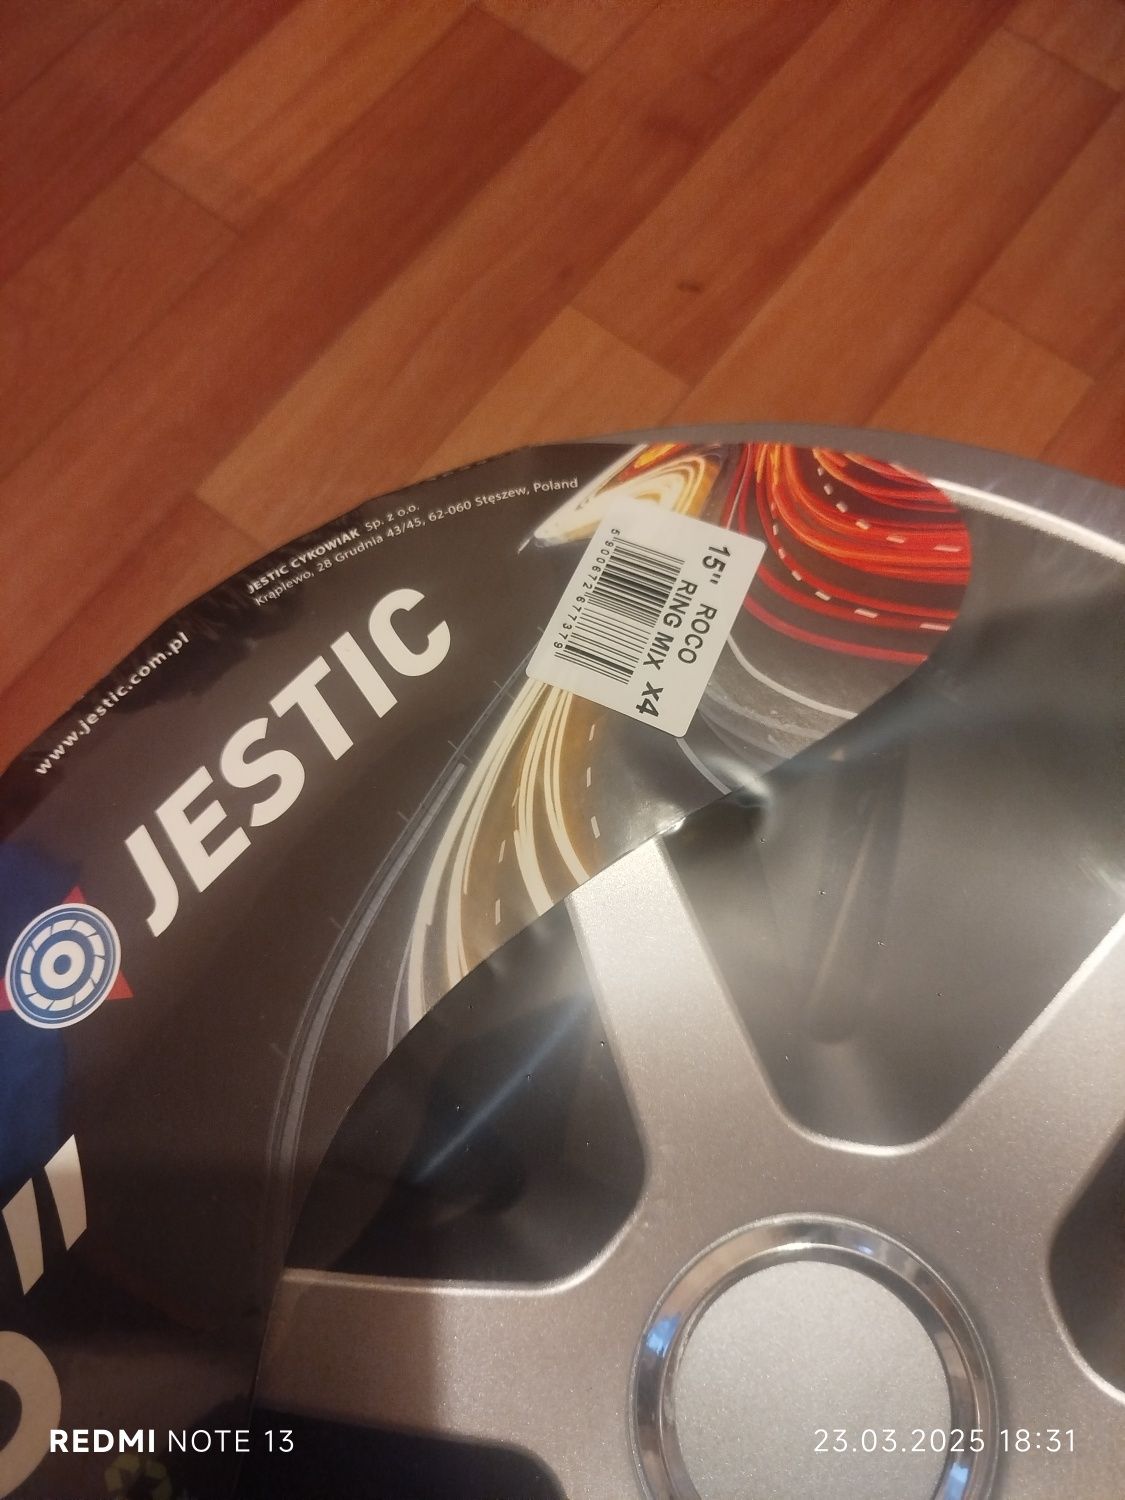 JESTIC CYKOWIAK Sp. z o.o.
Krąplewo, 28 Grudnia 43/45, 62-060 Stęszew, Poland
www.jestic.com.pl
JESTIC
15" ROCO
RING MIX x4
5900672677379
REDMI NOTE 13
23.03.2025 18:31